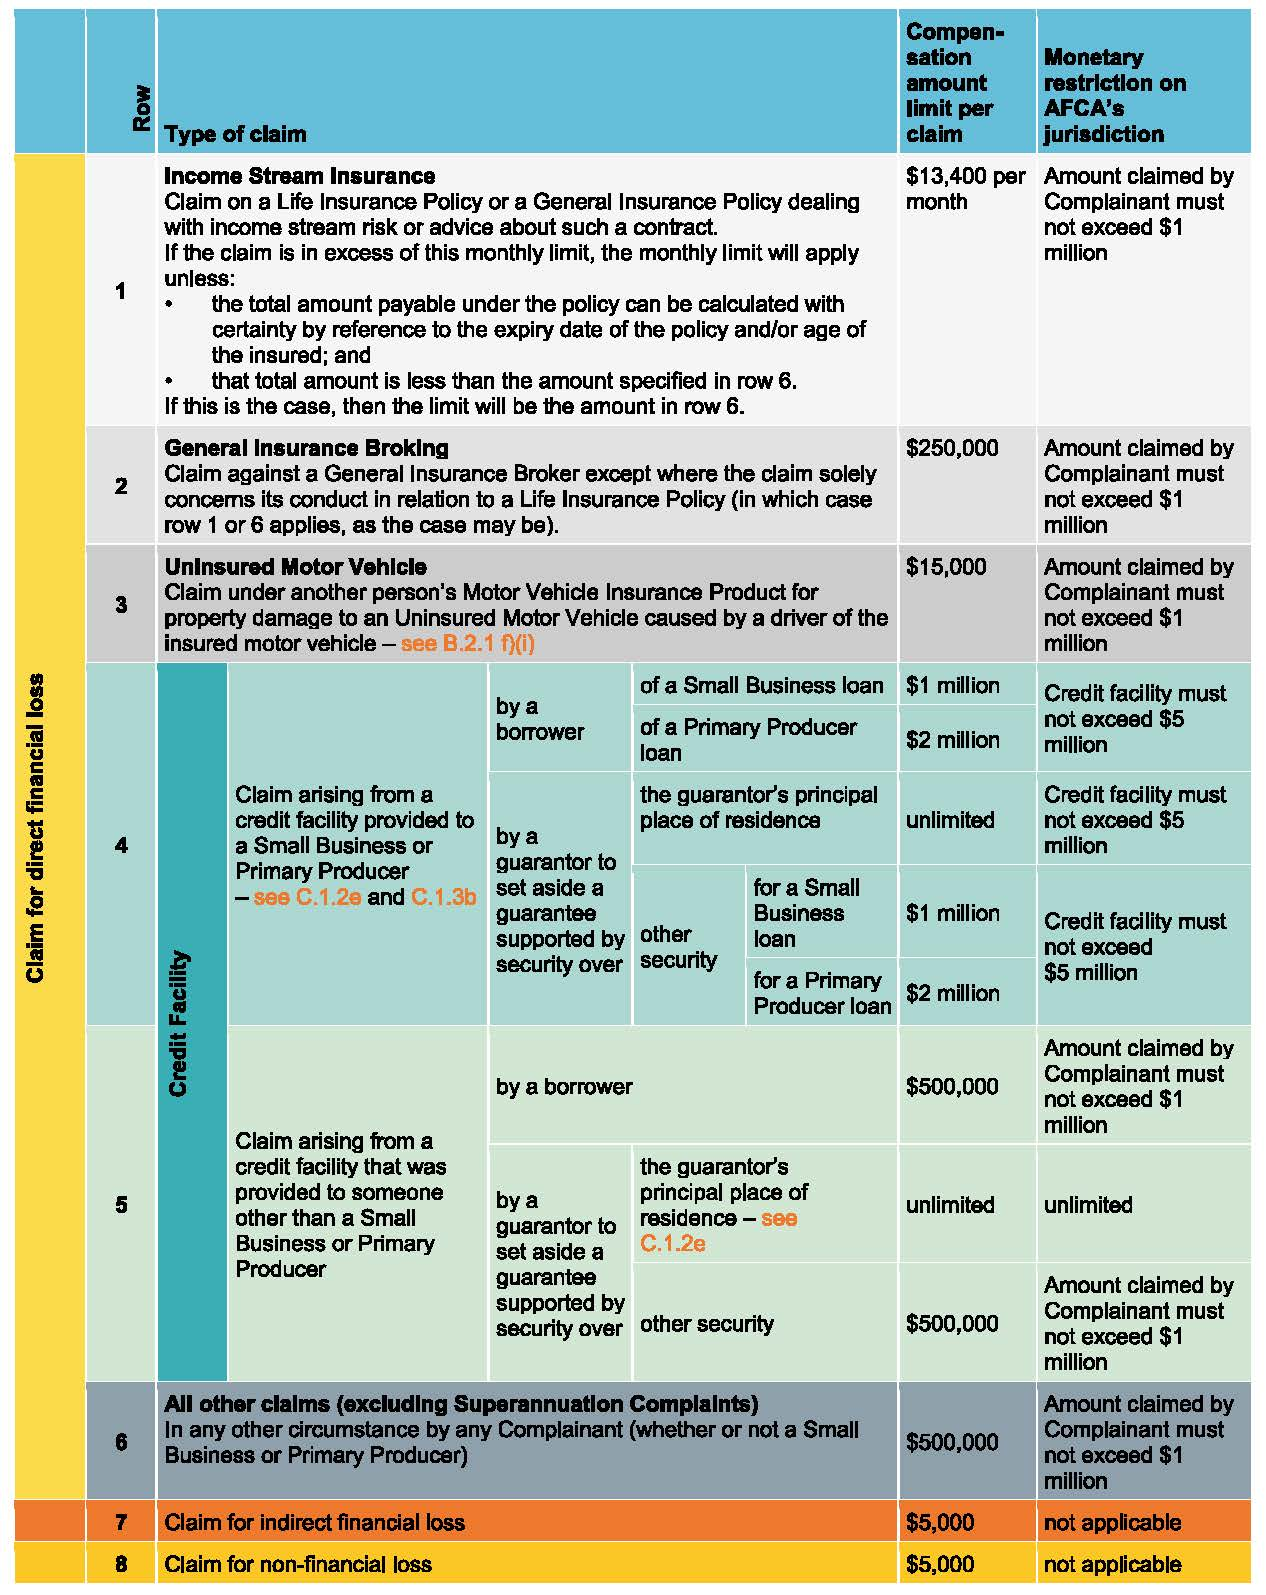 Row
Type of claim
Compen-
sation
amount
limit per
claim
Monetary
restriction on
AFCA's
jurisdiction
Claim for direct financial loss
1
Income Stream Insurance
Claim on a Life Insurance Policy or a General Insurance Policy dealing
with income stream risk or advice about such a contract.
If the claim is in excess of this monthly limit, the monthly limit will apply
unless:
• the total amount payable under the policy can be calculated with
certainty by reference to the expiry date of the policy and/or age of
the insured; and
• that total amount is less than the amount specified in row 6.
If this is the case, then the limit will be the amount in row 6.
$13,400 per
month
Amount claimed by
Complainant must
not exceed $1
million
2
General Insurance Broking
Claim against a General Insurance Broker except where the claim solely
concerns its conduct in relation to a Life Insurance Policy (in which case
row 1 or 6 applies, as the case may be).
$250,000
Amount claimed by
Complainant must
not exceed $1
million
3
Uninsured Motor Vehicle
Claim under another person's Motor Vehicle Insurance Product for
property damage to an Uninsured Motor Vehicle caused by a driver of the
insured motor vehicle – see B.2.1 f)(i)
$15,000
Amount claimed by
Complainant must
not exceed $1
million
4
Credit Facility
Claim arising from a
credit facility provided to
a Small Business or
Primary Producer
– see C.1.2e and C.1.3b
by a
borrower
of a Small Business loan
$1 million
of a Primary Producer
loan
$2 million
Credit facility must
not exceed $5
million
by a
guarantor to
set aside a
guarantee
supported by
security over
the guarantor's principal
place of residence
unlimited
Credit facility must
not exceed $5
million
other
security
for a Small
Business
loan
$1 million
for a Primary
Producer loan
$2 million
Credit facility must
not exceed
$5 million
5
Claim arising from a
credit facility that was
provided to someone
other than a Small
Business or Primary
Producer
by a borrower
$500,000
Amount claimed by
Complainant must
not exceed $1
million
by a
guarantor to
set aside a
guarantee
supported by
security over
the guarantor's
principal place of
residence – see
C.1.2e
unlimited
unlimited
other security
$500,000
Amount claimed by
Complainant must
not exceed $1
million
6
All other claims (excluding Superannuation Complaints)
In any other circumstance by any Complainant (whether or not a Small
Business or Primary Producer)
$500,000
Amount claimed by
Complainant must
not exceed $1
million
7
Claim for indirect financial loss
$5,000
not applicable
8
Claim for non-financial loss
$5,000
not applicable